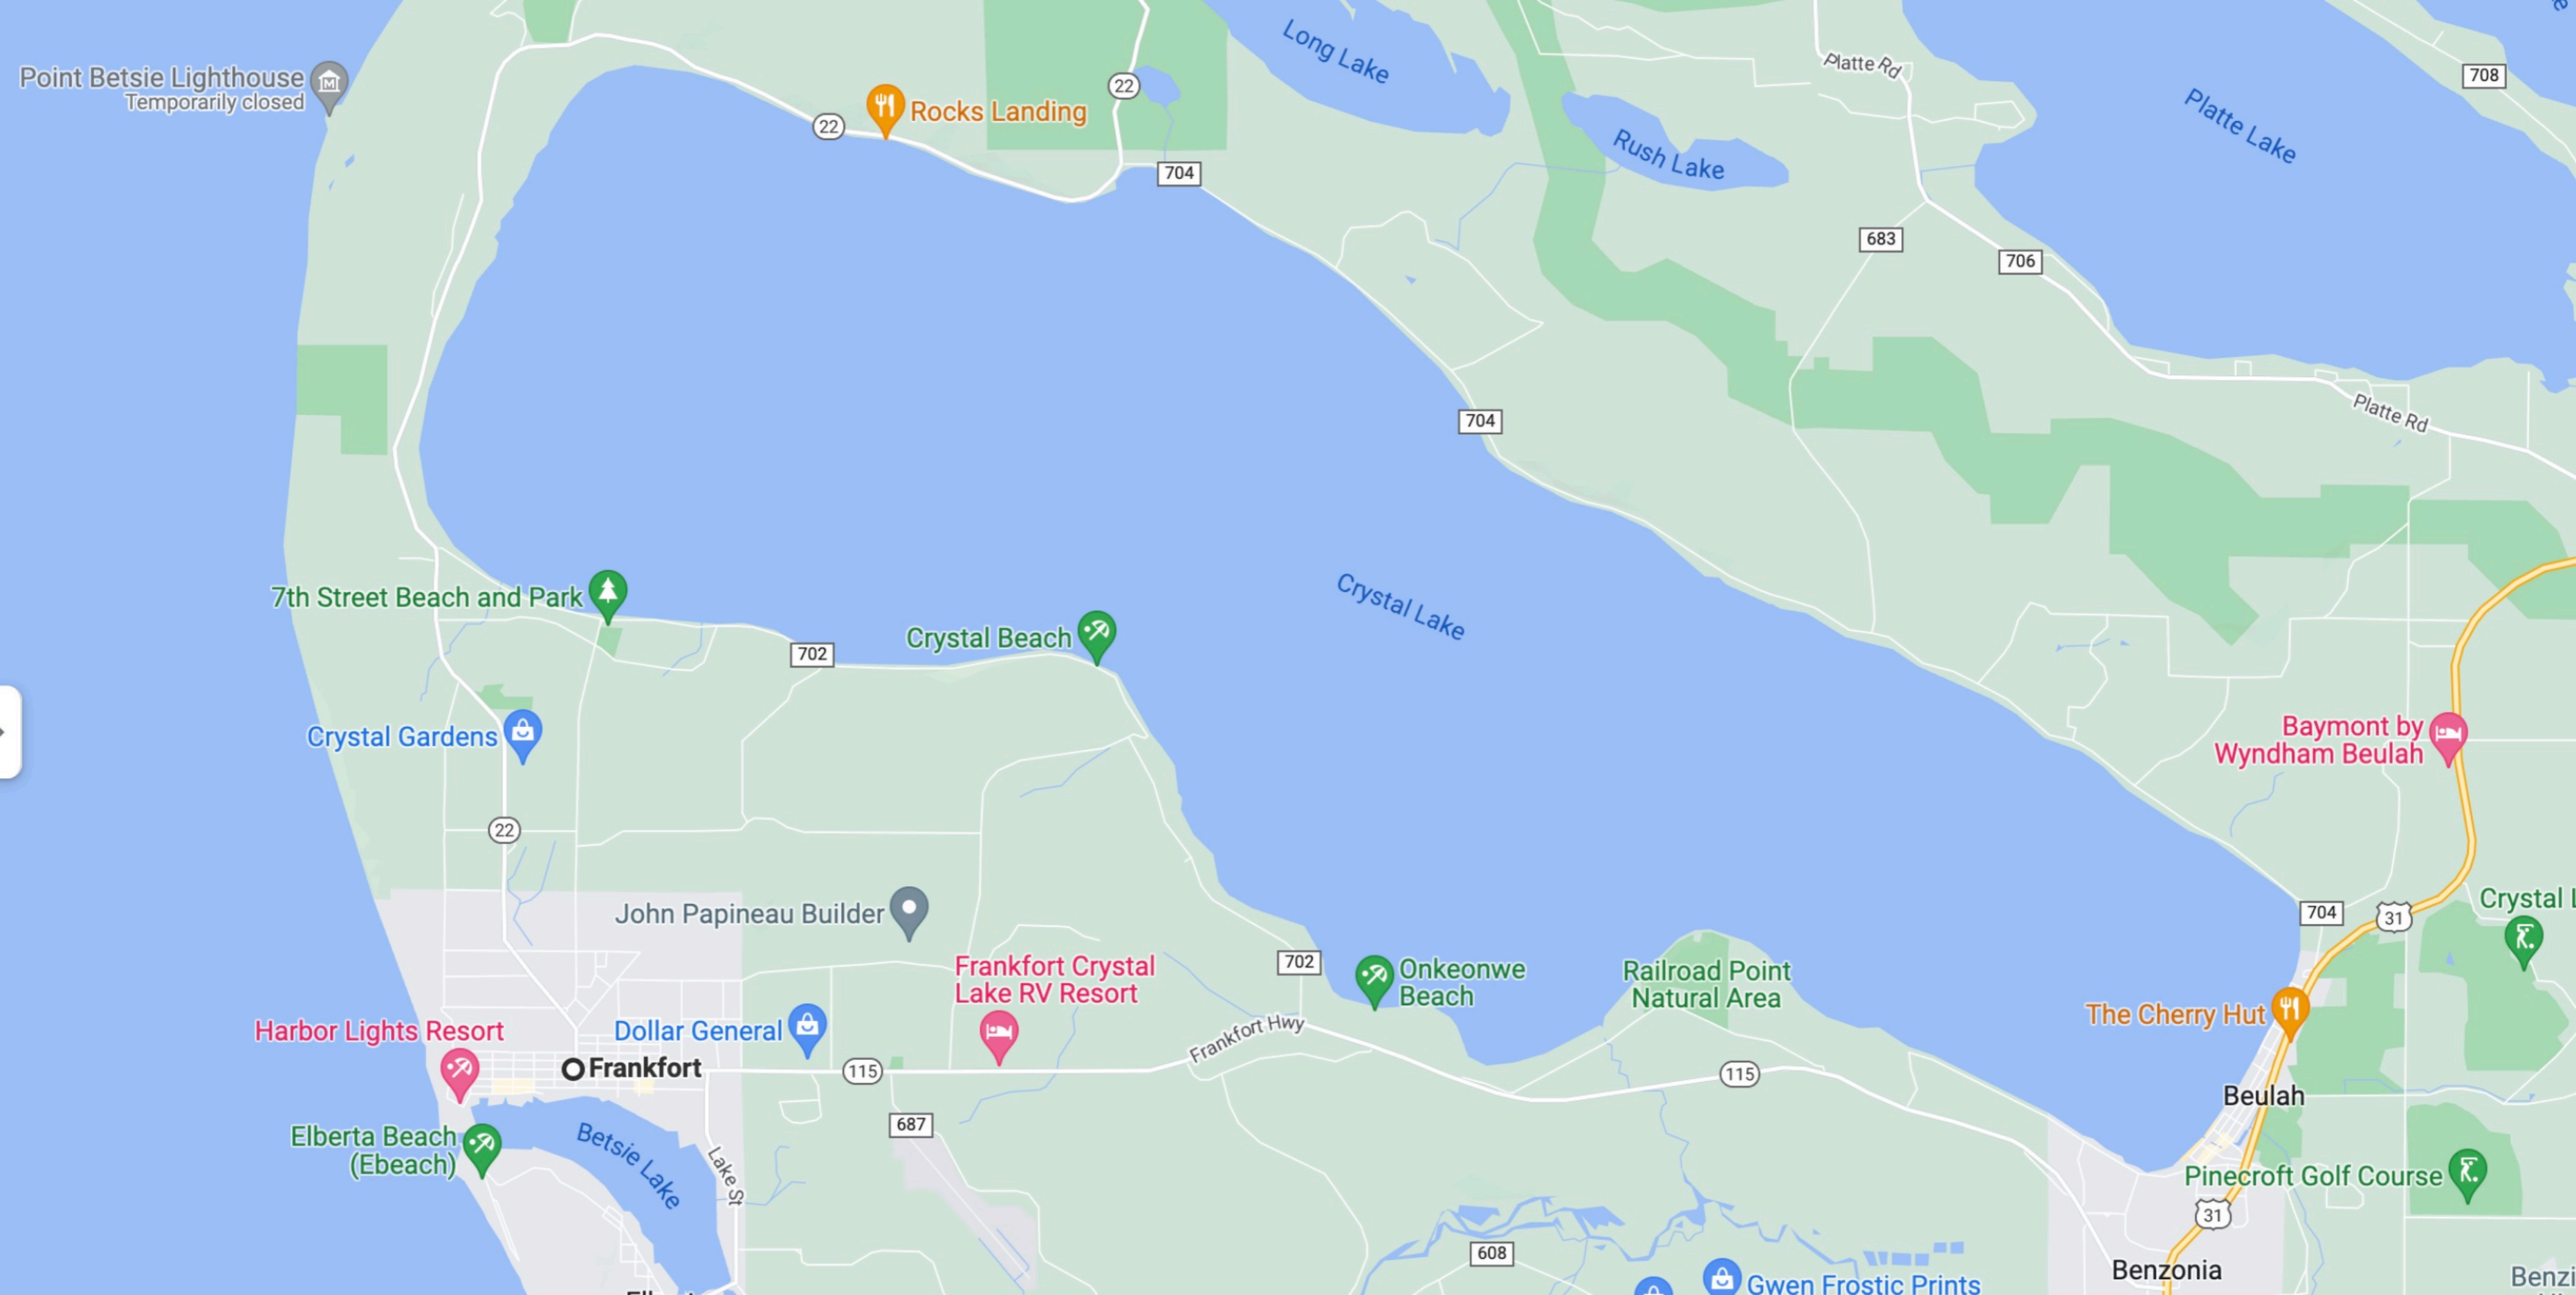 Long Lake
Platte Rd
708
Point Betsie Lighthouse
Temporarily closed
22
Rocks Landing
22
Platte Lake
Rush Lake
704
683
706
704
Platte Rd
7th Street Beach and Park
Crystal Lake
Crystal Beach
702
Crystal Gardens
Baymont by
Wyndham Beulah
22
John Papineau Builder
Crystal L
704
31
Frankfort Crystal
Lake RV Resort
702
Onkeonwe
Beach
Railroad Point
Natural Area
The Cherry Hut
Harbor Lights Resort
Dollar General
Frankfort Hwy
Frankfort
115
115
Beulah
687
Elberta Beach
(Ebeach)
Betsie Lake
Lake St
Pinecroft Golf Course
31
608
Benzonia
Gwen Frostic Prints
Benzi